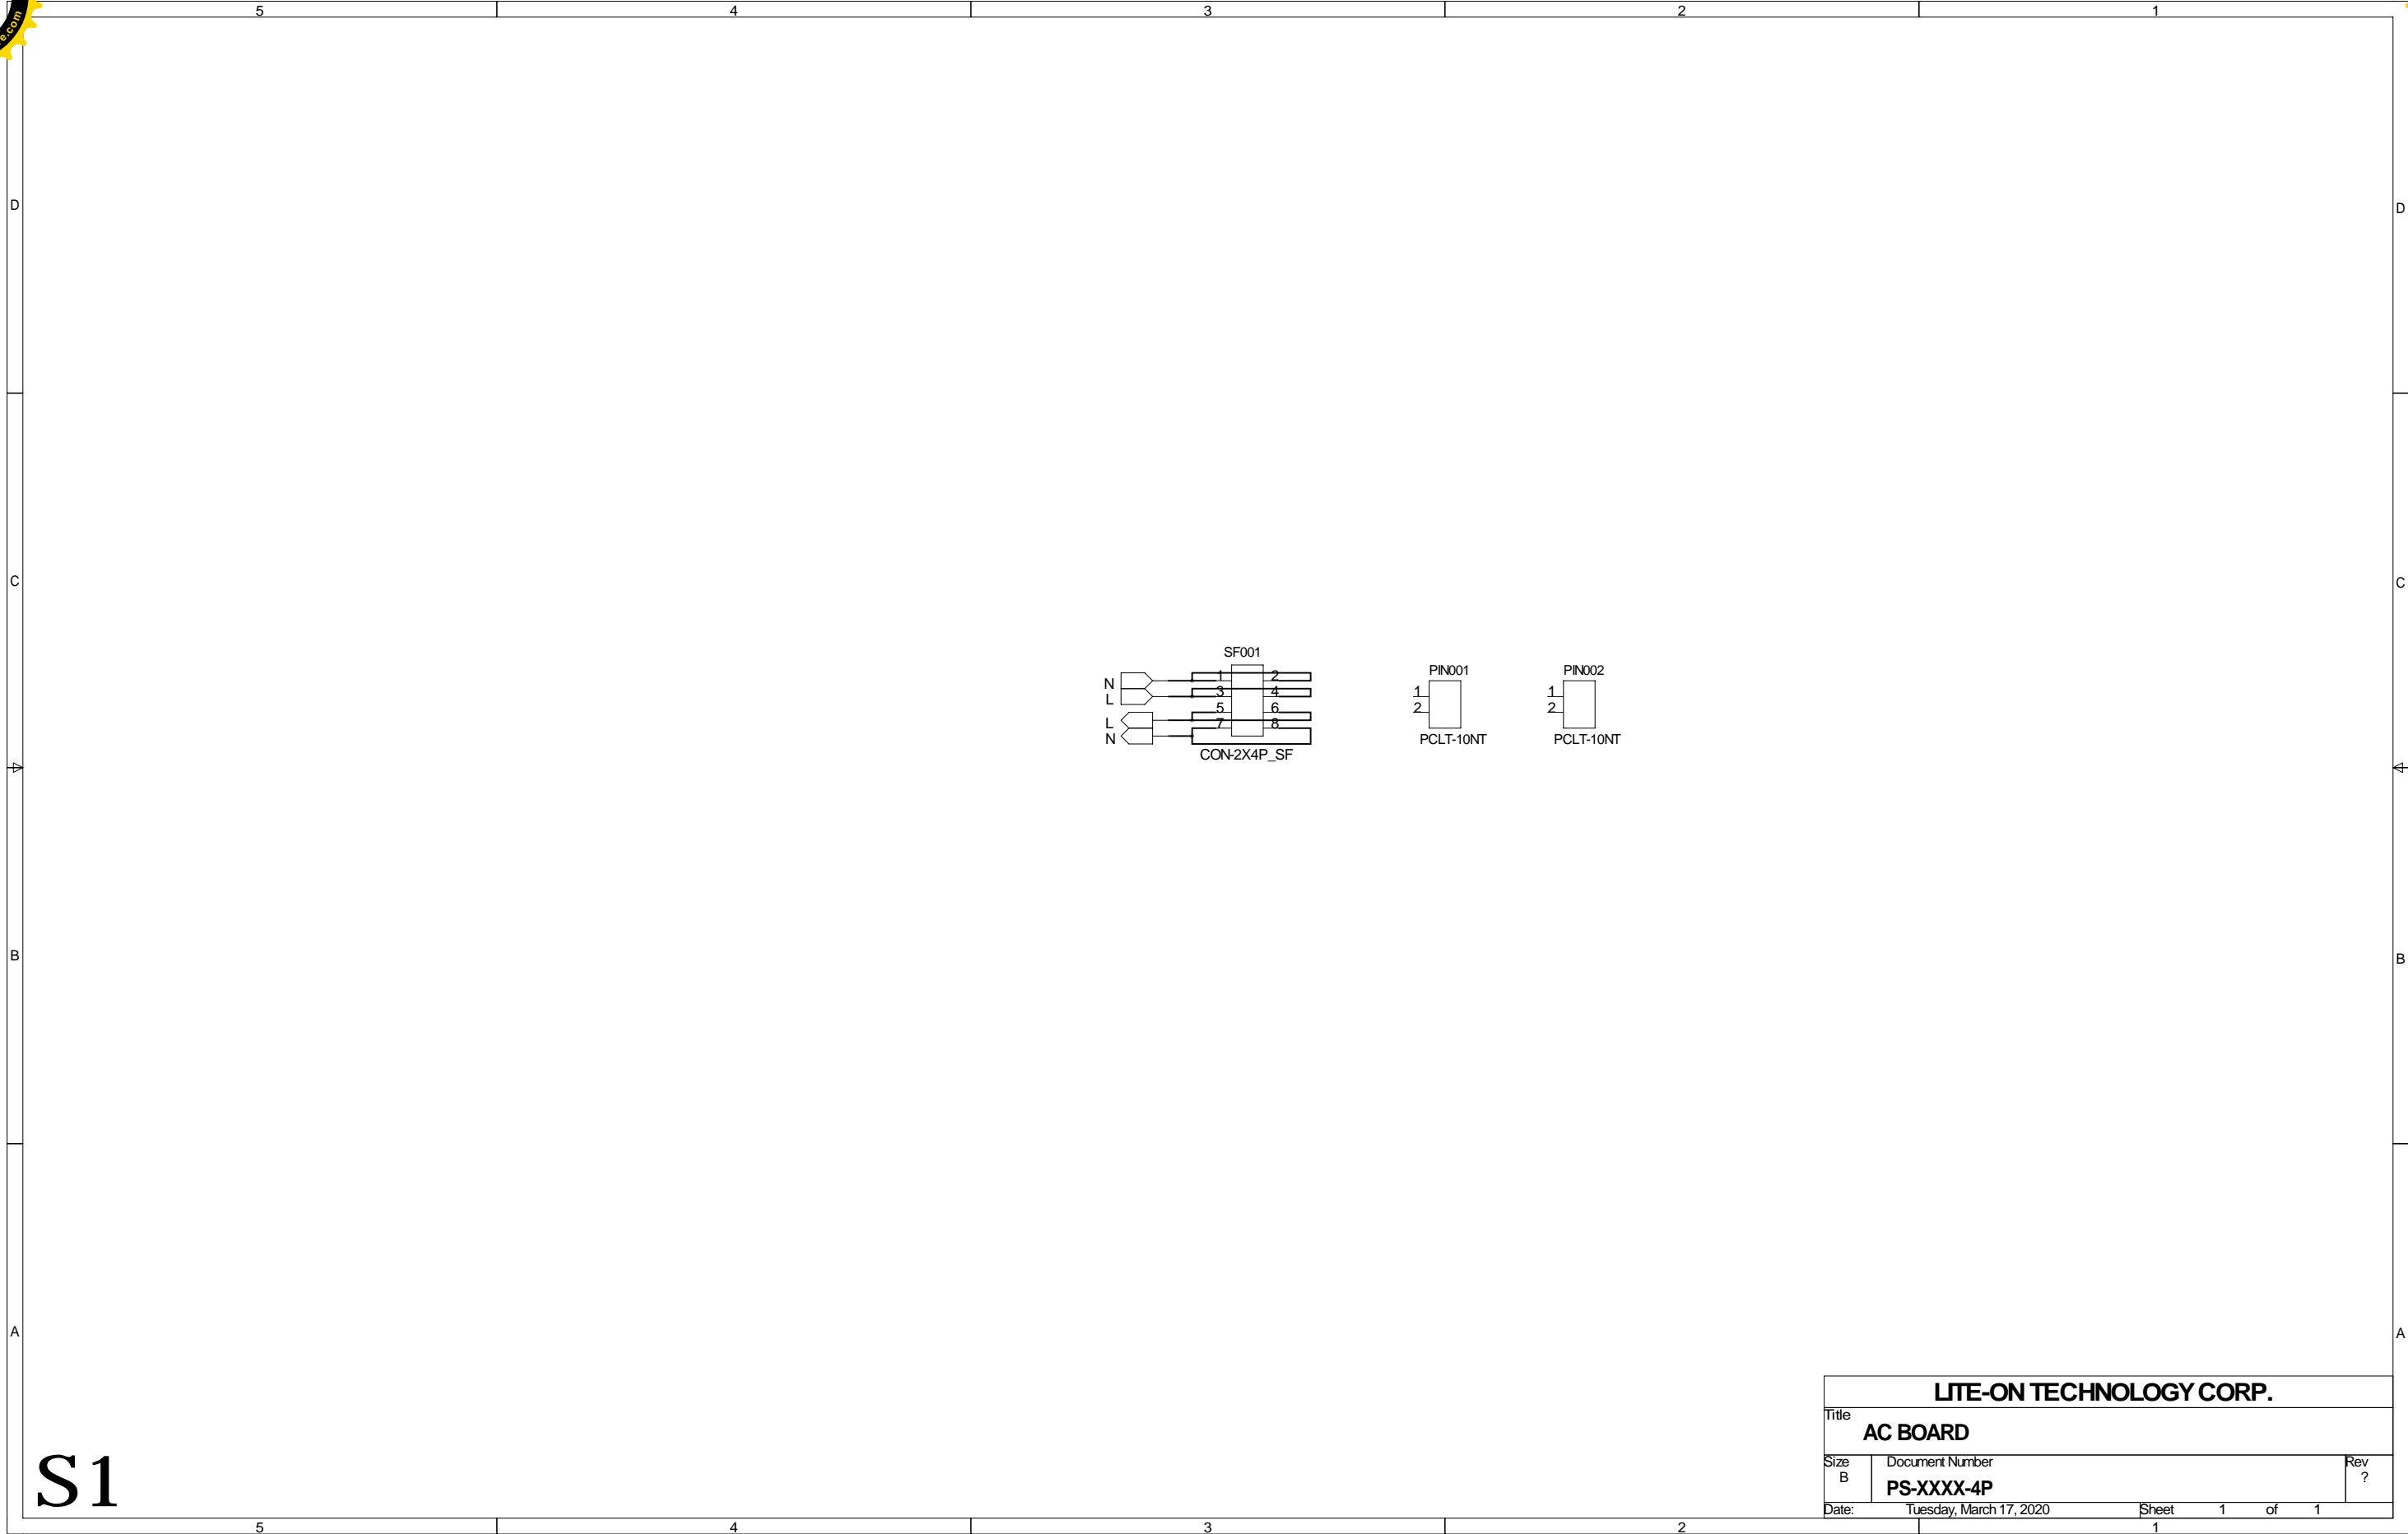 5 4 3 2 1
e.com
D D
C C
SF001
PIN001 PIN002
N 1 2
L 3 4
1 1
L 5 6
2 2
N 7 8
PCLT-10NT PCLT-10NT
CON-2X4P_SF
B B
A A
LITE-ON TECHNOLOGY CORP.
Title
AC BOARD
Size Document Number Rev
B ?
PS-XXXX-4P
Date: Tuesday, March 17, 2020 Sheet 1 of 1
S1
5 4 3 2 1